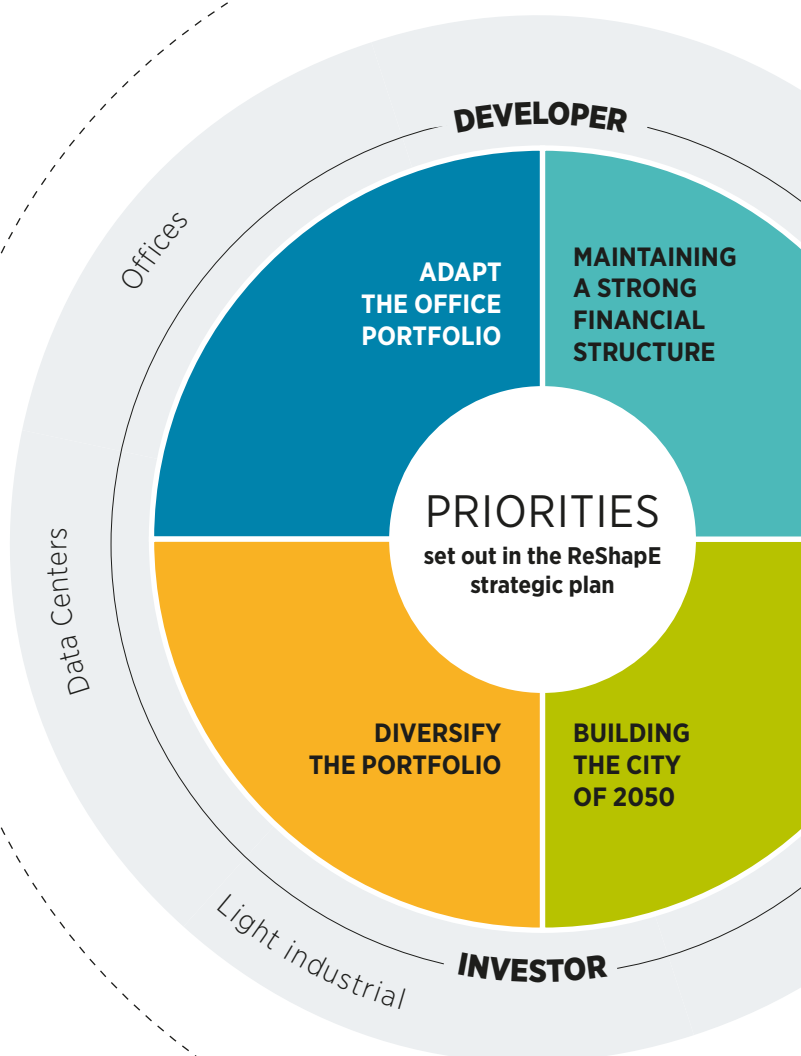 DEVELOPER
Offices
ADAPT
THE OFFICE
PORTFOLIO
MAINTAINING
A STRONG
FINANCIAL
STRUCTURE
PRIORITIES
set out in the ReShapE
strategic plan
Data Centers
DIVERSIFY
THE PORTFOLIO
BUILDING
THE CITY
OF 2050
Light industrial
INVESTOR